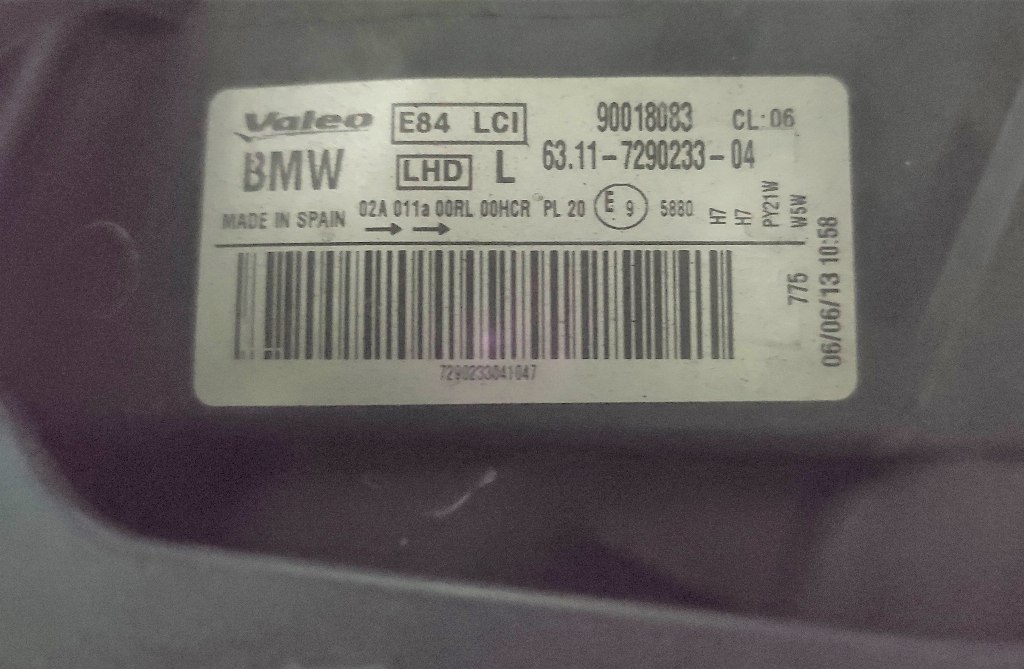 Valeo E84 LCI 90018083 CL:06
BMW LHD L 63.11-7290233-04
MADE IN SPAIN 02A 011a 00RL 00HCR PL 20 E 9 5880
H7
H7
PY21W
W5W
775
06/06/13 10:58
7290233041047